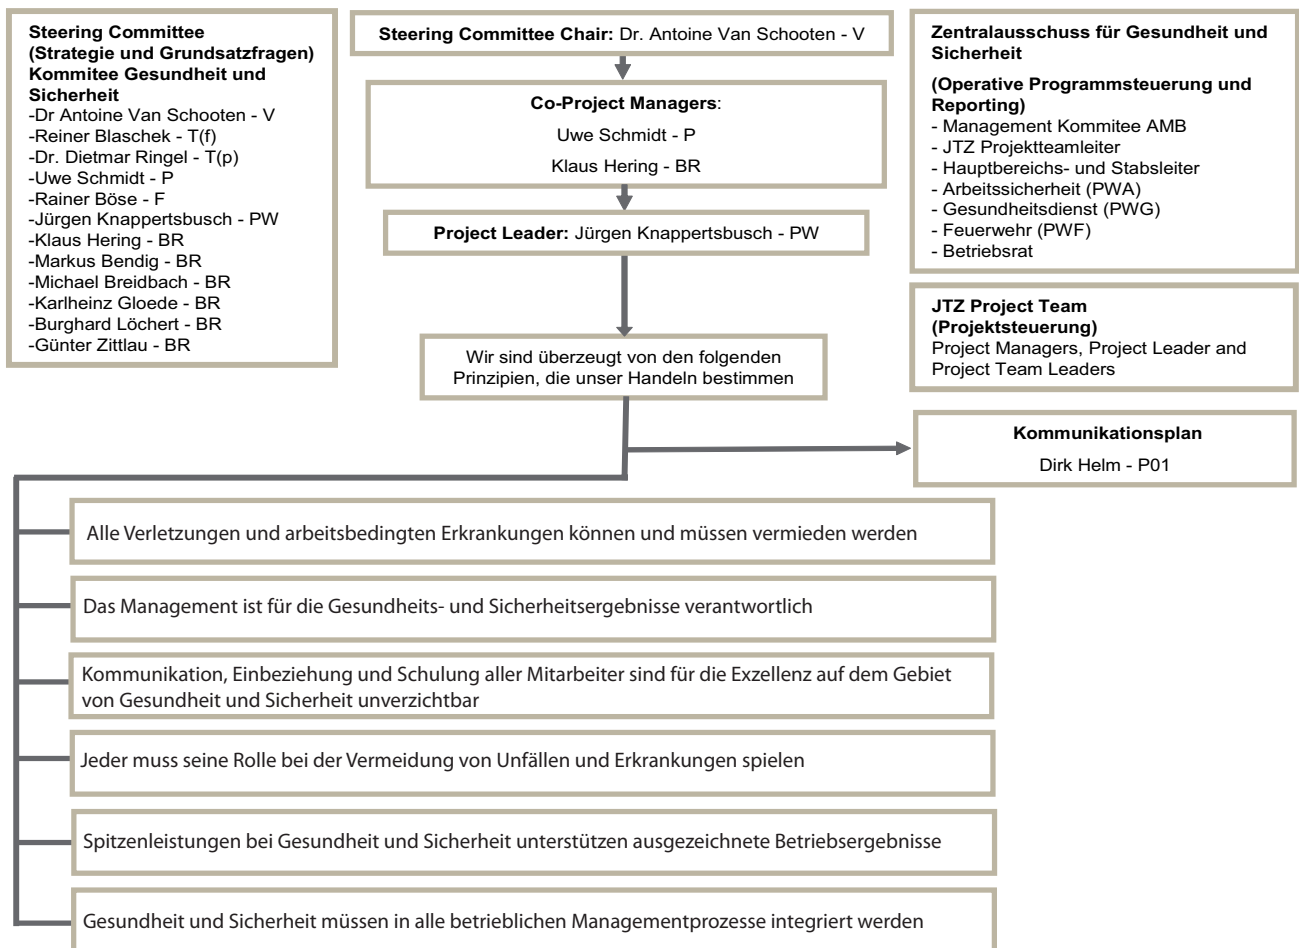 Steering Committee
(Strategie und Grundsatzfragen)
Kommitee Gesundheit und
Sicherheit
-Dr Antoine Van Schooten - V
-Reiner Blaschek - T(f)
-Dr. Dietmar Ringel - T(p)
-Uwe Schmidt - P
-Rainer Böse - F
-Jürgen Knappertsbusch - PW
-Klaus Hering - BR
-Markus Bendig - BR
-Michael Breidbach - BR
-Karlheinz Gloede - BR
-Burghard Löchert - BR
-Günter Zittlau - BR
Steering Committee Chair: Dr. Antoine Van Schooten - V
Co-Project Managers:
Uwe Schmidt - P
Klaus Hering - BR
Project Leader: Jürgen Knappertsbusch - PW
Wir sind überzeugt von den folgenden
Prinzipien, die unser Handeln bestimmen
Zentralausschuss für Gesundheit und
Sicherheit
(Operative Programmsteuerung und
Reporting)
- Management Kommitee AMB
- JTZ Projektteamleiter
- Hauptbereichs- und Stabsleiter
- Arbeitssicherheit (PWA)
- Gesundheitsdienst (PWG)
- Feuerwehr (PWF)
- Betriebsrat
JTZ Project Team
(Projektsteuerung)
Project Managers, Project Leader and
Project Team Leaders
Kommunikationsplan
Dirk Helm - P01
Alle Verletzungen und arbeitsbedingten Erkrankungen können und müssen vermieden werden
Das Management ist für die Gesundheits- und Sicherheitsergebnisse verantwortlich
Kommunikation, Einbeziehung und Schulung aller Mitarbeiter sind für die Exzellenz auf dem Gebiet
von Gesundheit und Sicherheit unverzichtbar
Jeder muss seine Rolle bei der Vermeidung von Unfällen und Erkrankungen spielen
Spitzenleistungen bei Gesundheit und Sicherheit unterstützen ausgezeichnete Betriebsergebnisse
Gesundheit und Sicherheit müssen in alle betrieblichen Managementprozesse integriert werden